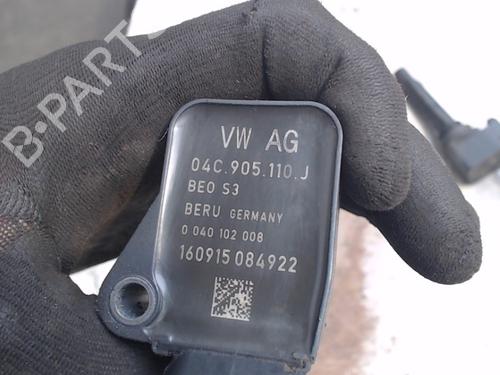 VW AG
04C.905.110.J
BEO S3
BERU GERMANY
0 040 102 008
160915 084922
B-PARTS